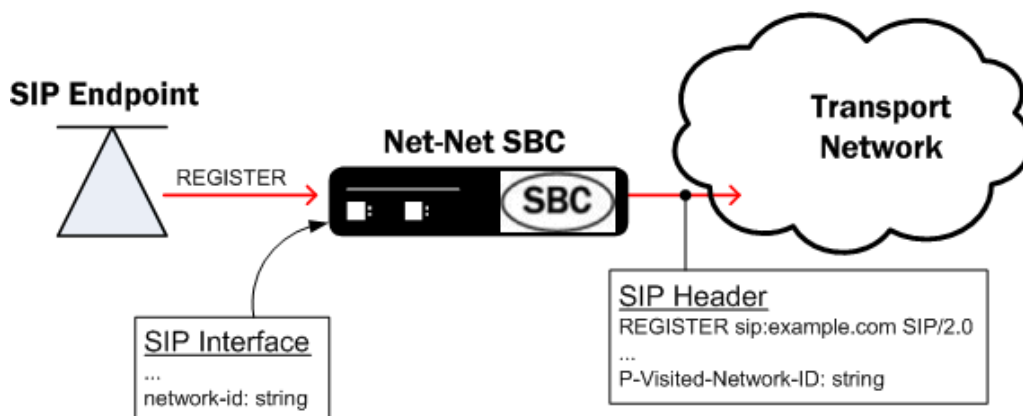 SIP Endpoint
REGISTER
Net-Net SBC
SBC
Transport
Network
SIP Interface
...
network-id: string
SIP Header
REGISTER sip:example.com SIP/2.0
...
P-Visited-Network-ID: string